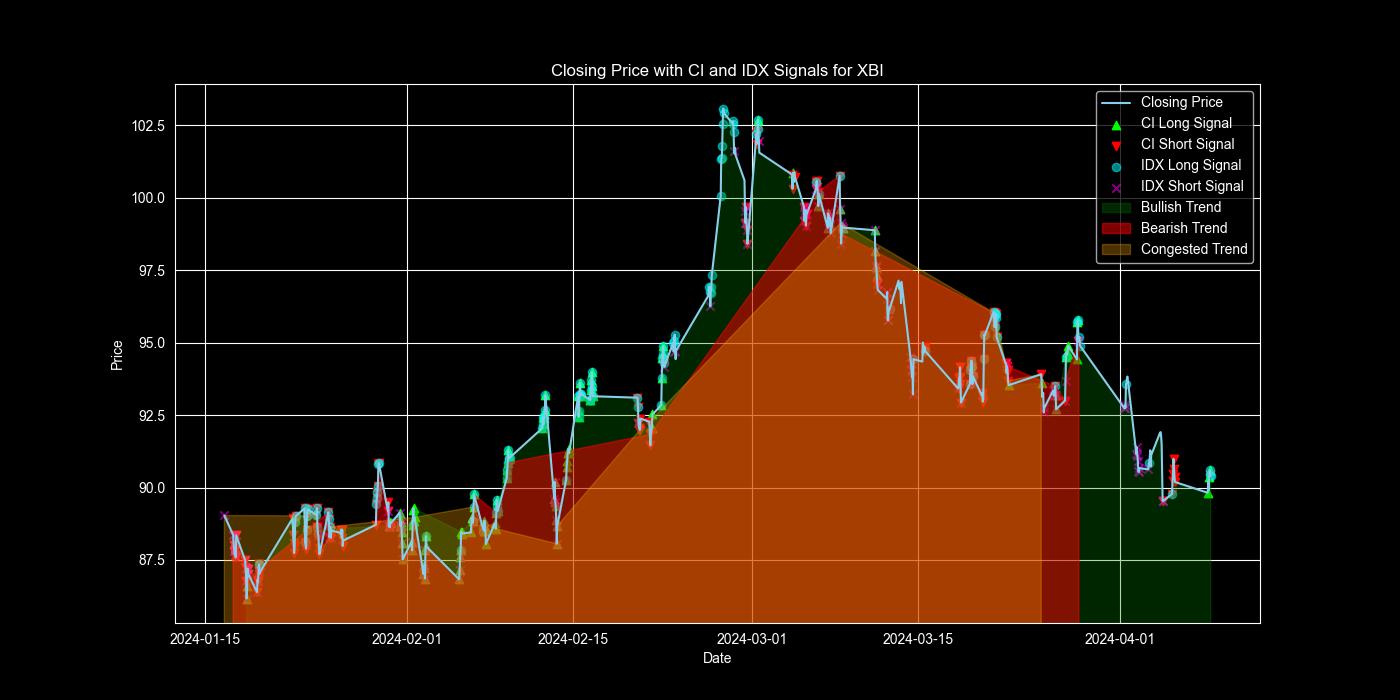 Closing Price with CI and IDX Signals for XBI
Closing Price
CI Long Signal
CI Short Signal
IDX Long Signal
IDX Short Signal
Bullish Trend
Bearish Trend
Congested Trend
102.5
100.0
97.5
95.0
92.5
90.0
87.5
Price
2024-01-15
2024-02-01
2024-02-15
2024-03-01
2024-03-15
2024-04-01
Date